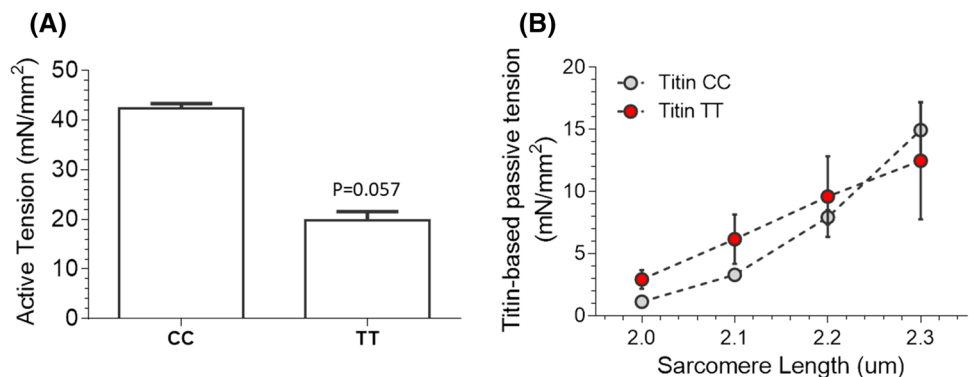 (A)
Active Tension (mN/mm²)
50
40
30
20
10
0
P=0.057
CC
TT
(B)
Titin-based passive tension
(mN/mm²)
20
15
10
5
0
Titin CC
Titin TT
2.0
2.1
2.2
2.3
Sarcomere Length (um)